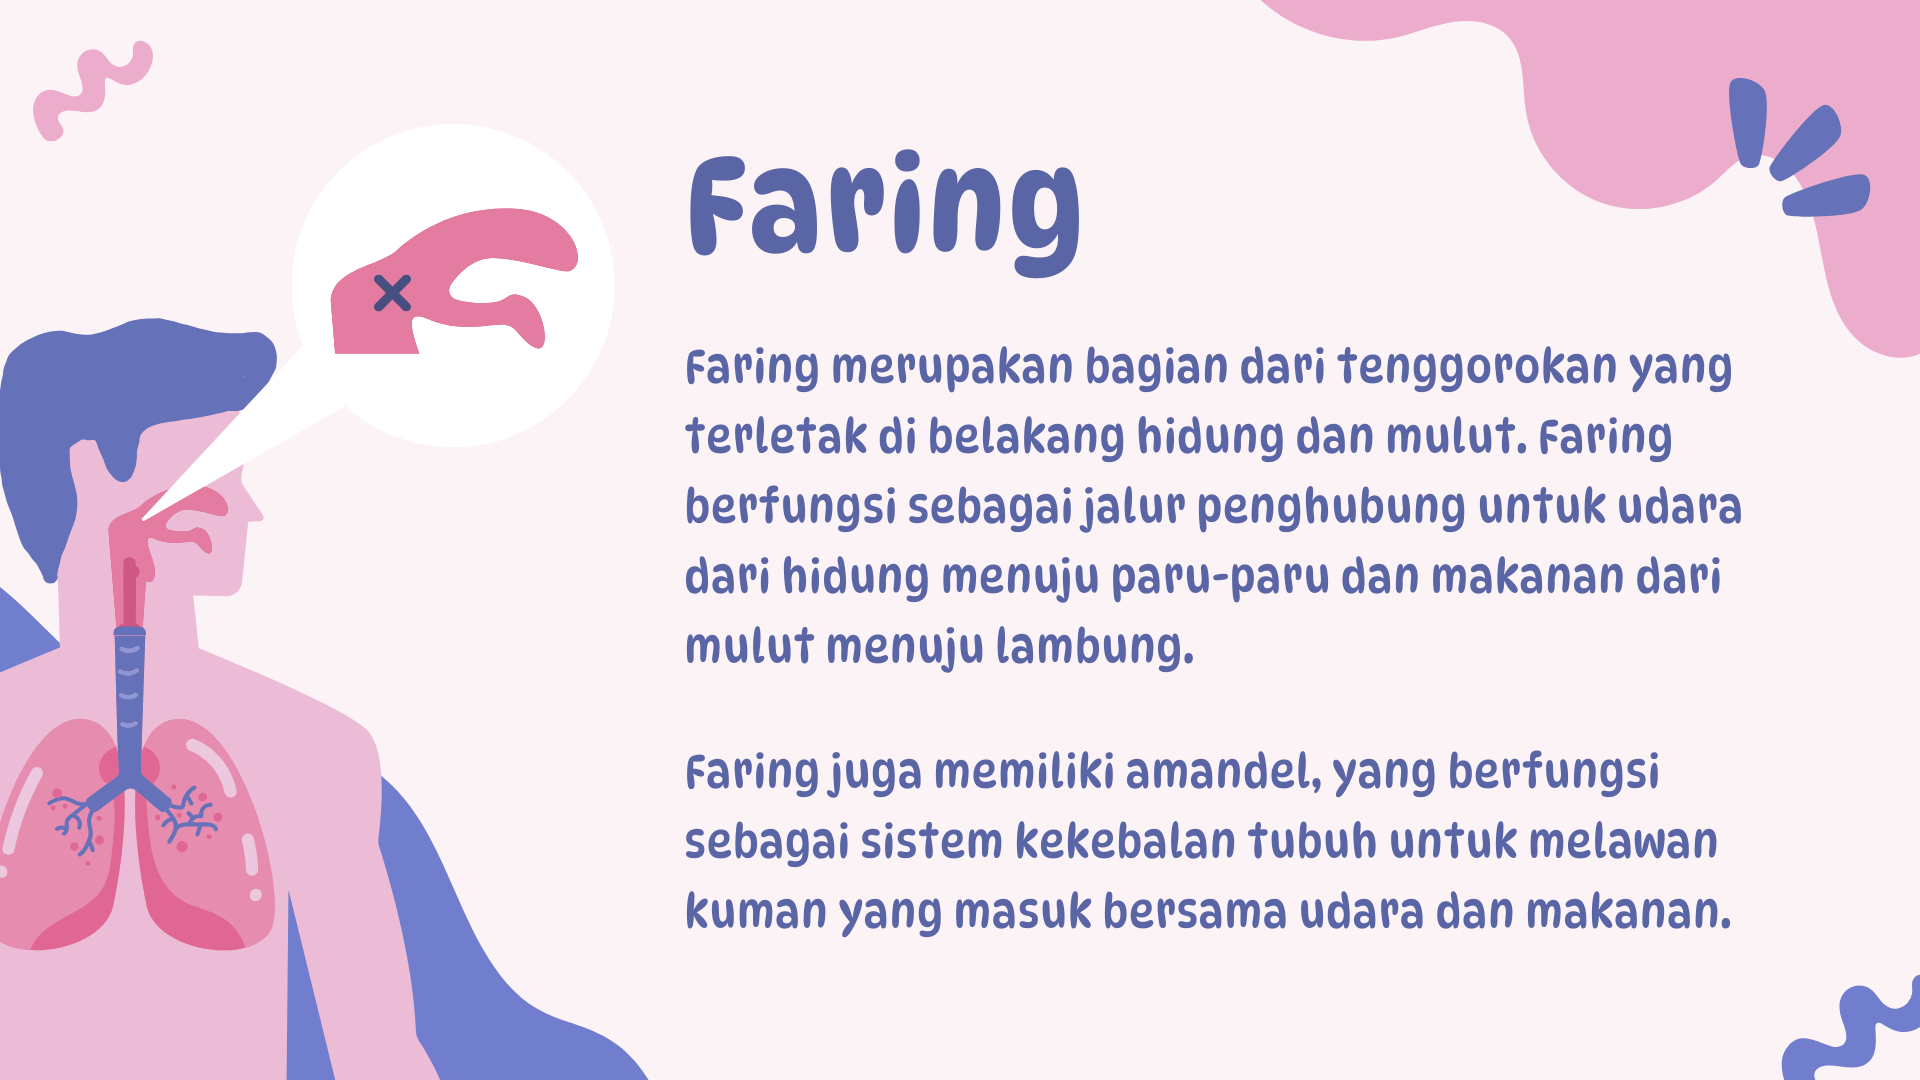 Faring
Faring merupakan bagian dari tenggorokan yang
terletak di belakang hidung dan mulut. Faring
berfungsi sebagai jalur penghubung untuk udara
dari hidung menuju paru-paru dan makanan dari
mulut menuju lambung.
Faring juga memiliki amandel, yang berfungsi
sebagai sistem kekebalan tubuh untuk melawan
kuman yang masuk bersama udara dan makanan.